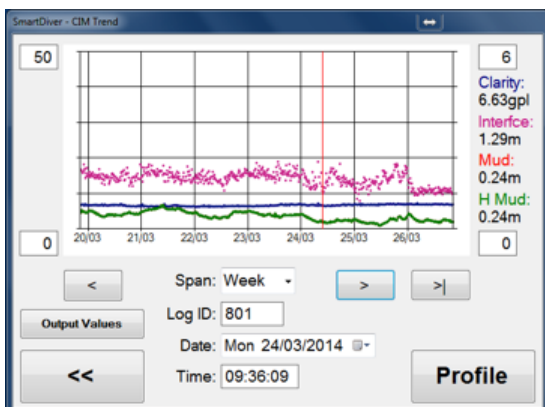 SmartDiver - CIM Trend
50
6
Clarity:
6.63gpl
Interfce:
1.29m
Mud:
0.24m
H Mud:
0.24m
0
0
20/03 21/03 22/03 23/03 24/03 25/03 26/03
< Span: Week > >|
Output Values Log ID: 801
Date: Mon 24/03/2014
<< Time: 09:36:09 Profile